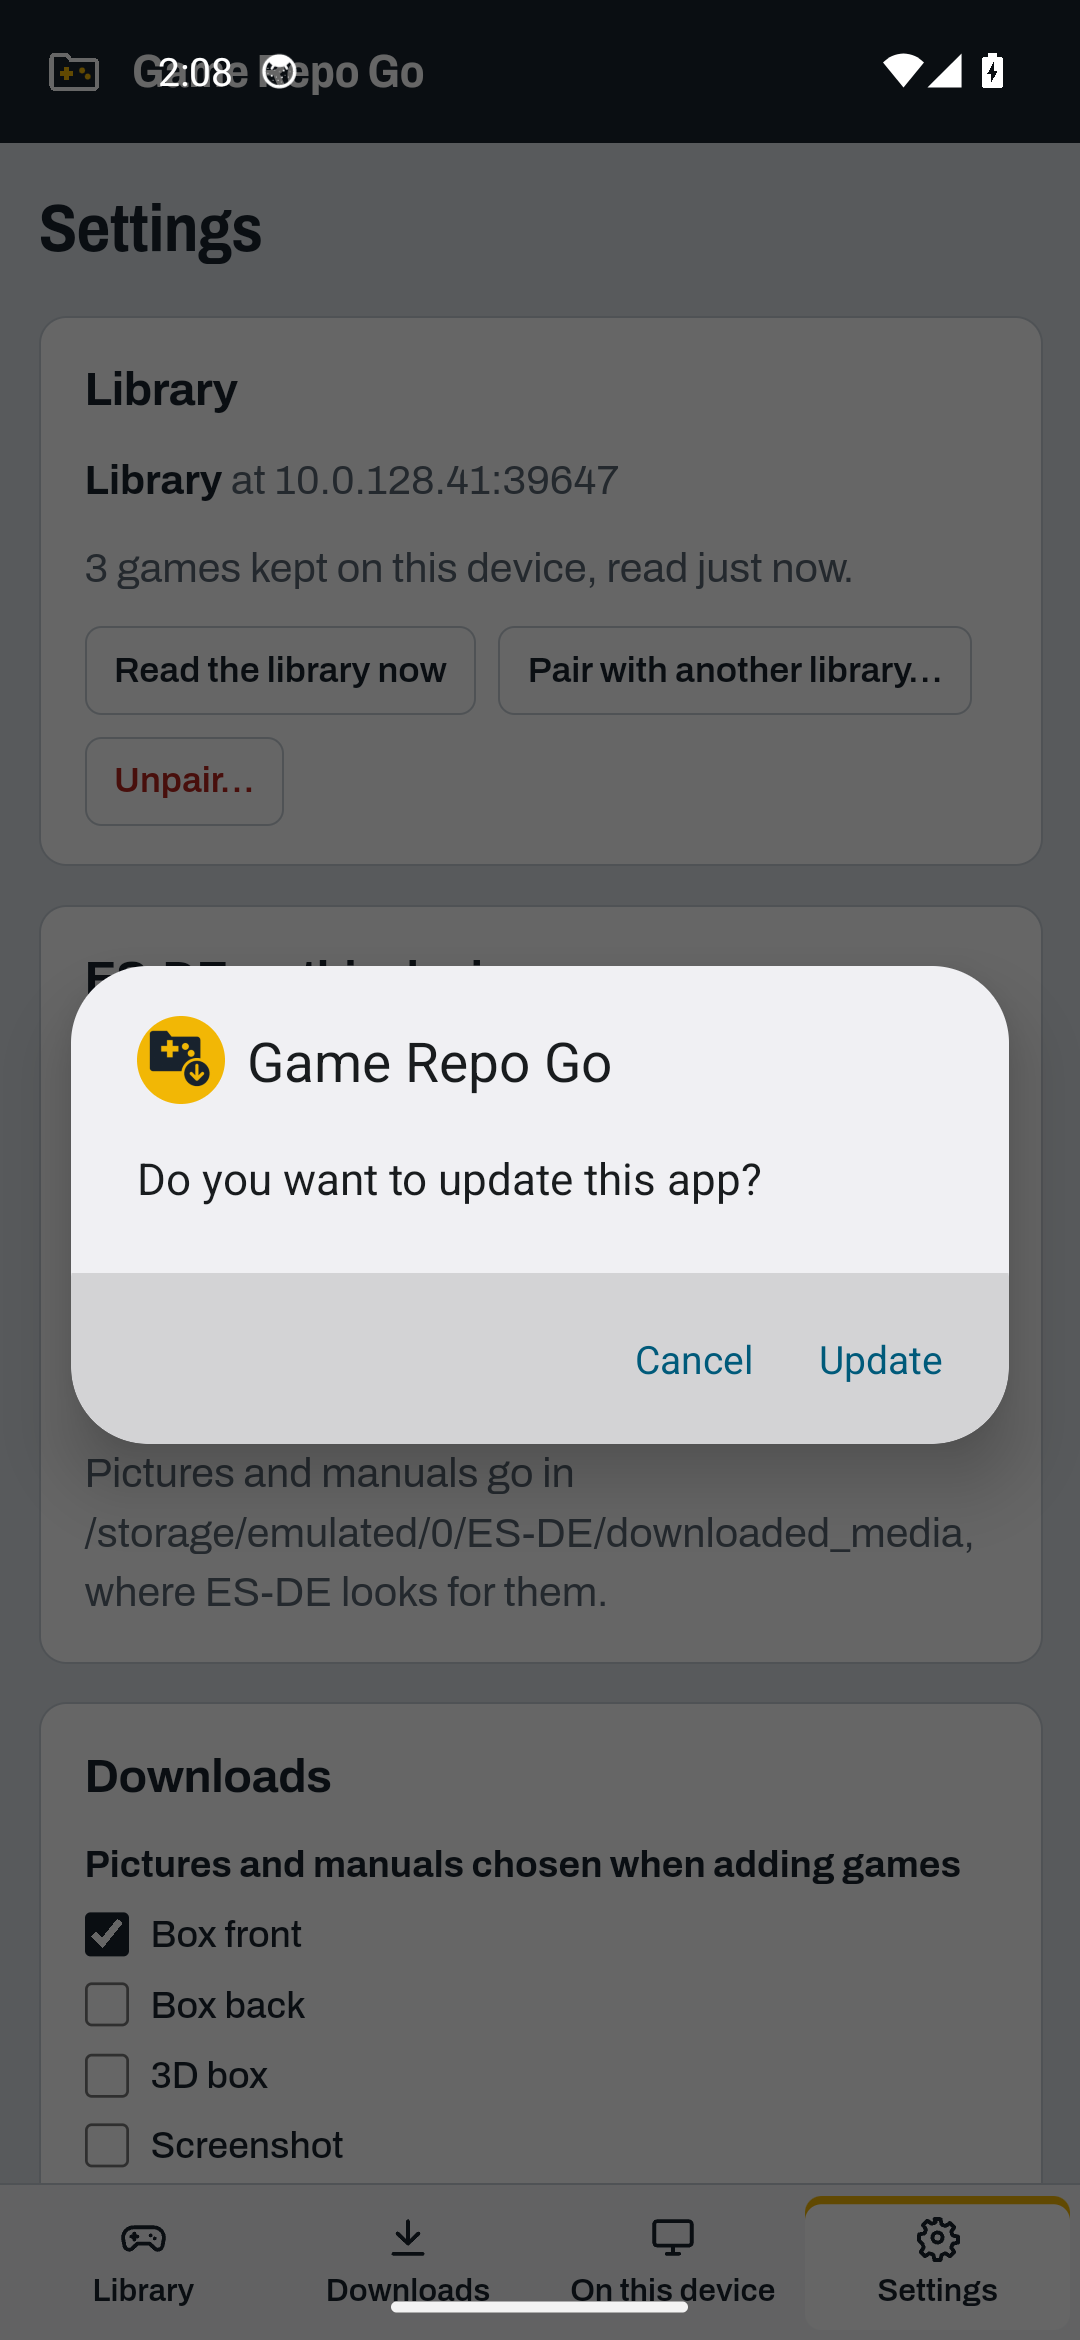 Game Repo Go
2:08
Settings
Library
Library at 10.0.128.41:39647
3 games kept on this device, read just now.
Read the library now
Pair with another library...
Unpair...
Game Repo Go
Do you want to update this app?
Cancel
Update
Pictures and manuals go in
/storage/emulated/0/ES-DE/downloaded_media,
where ES-DE looks for them.
Downloads
Pictures and manuals chosen when adding games
Box front
Box back
3D box
Screenshot
Library
Downloads
On this device
Settings